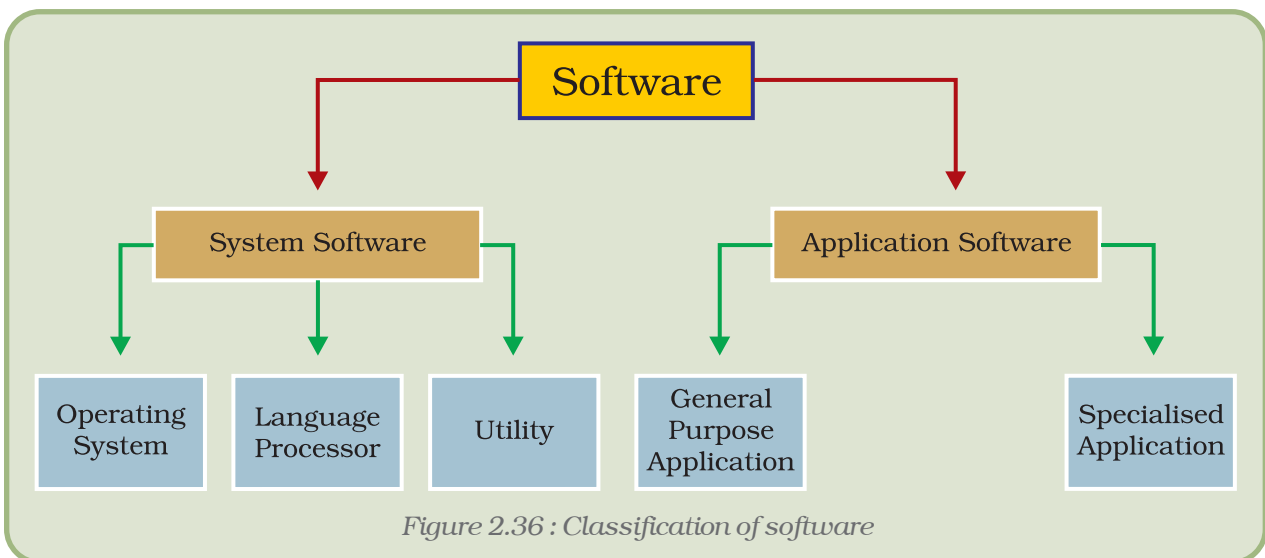 Software
System Software
Application Software
Operating
System
Language
Processor
Utility
General
Purpose
Application
Specialised
Application
Figure 2.36 : Classification of software